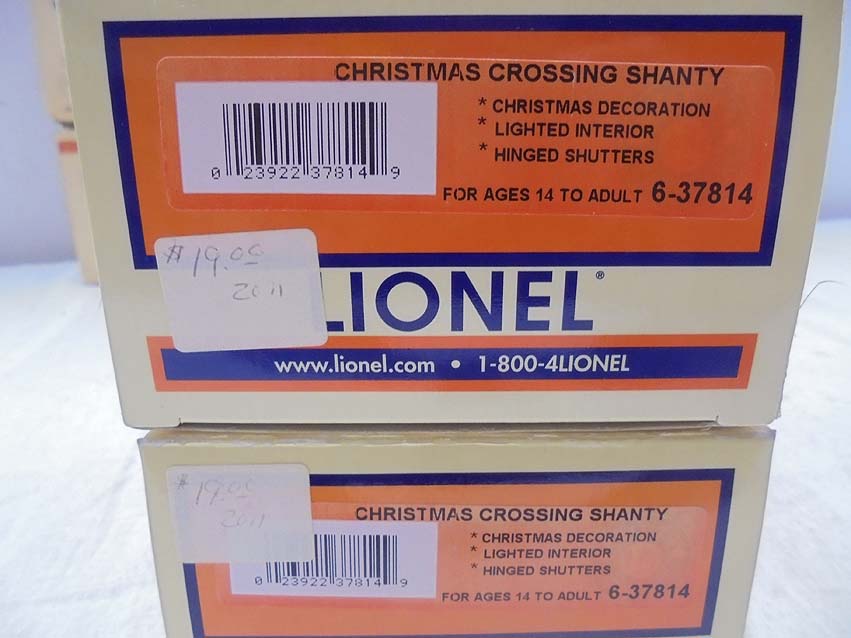 CHRISTMAS CROSSING SHANTY
* CHRISTMAS DECORATION
* LIGHTED INTERIOR
* HINGED SHUTTERS
0 23922 37814 9
FOR AGES 14 TO ADULT 6-37814
$19.00
2011
LIONEL®
www.lionel.com • 1-800-4LIONEL
$19.00
2011
CHRISTMAS CROSSING SHANTY
* CHRISTMAS DECORATION
* LIGHTED INTERIOR
* HINGED SHUTTERS
0 23922 37814 9
FOR AGES 14 TO ADULT 6-37814